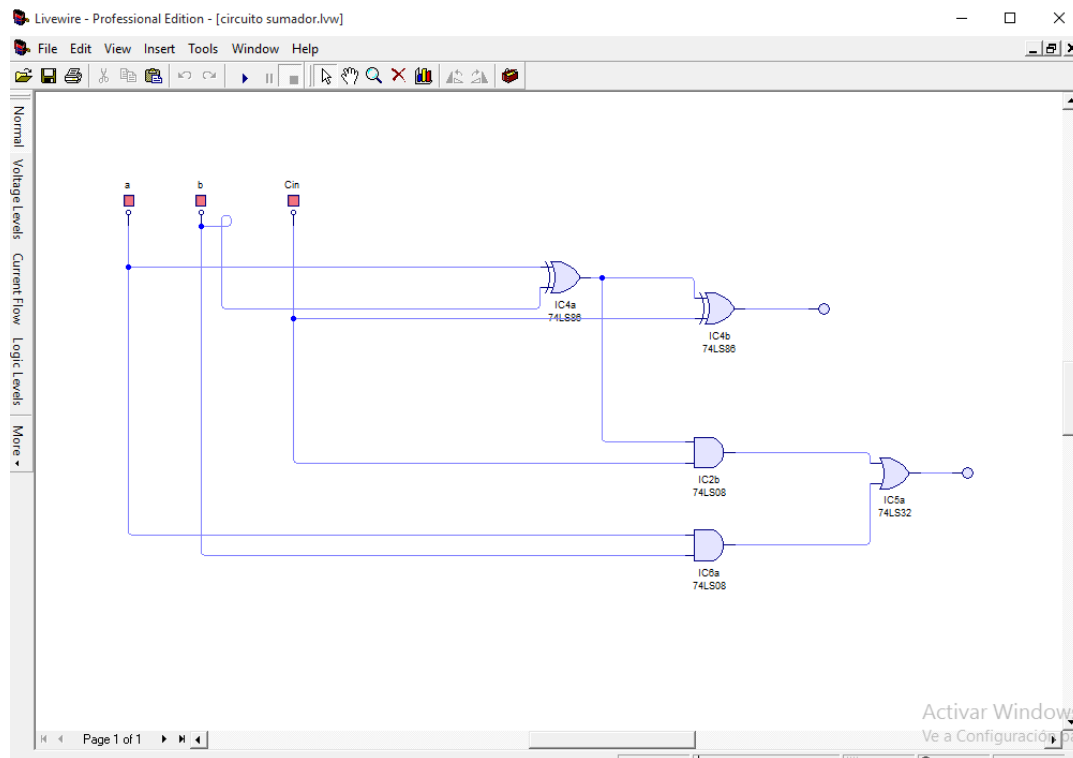 Livewire - Professional Edition - [circuito sumador.lvw]
File Edit View Insert Tools Window Help
Normal
Voltage Levels
Current Flow
Logic Levels
More
a b Cin
IC4a
74LS86
IC4b
74LS86
IC2b
74LS08
IC5a
74LS32
IC6a
74LS08
Activar Windows
Ve a Configuración pa
Page 1 of 1